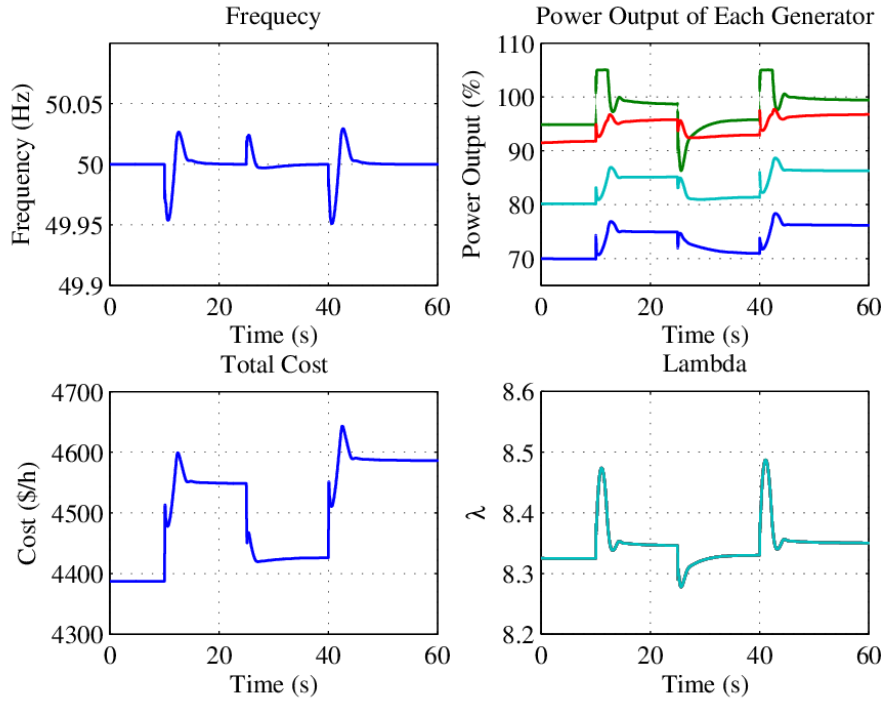 Frequecy
Frequency (Hz)
50.05
50
49.95
49.9
0
20
40
60
Time (s)
Power Output of Each Generator
Power Output (%)
110
100
90
80
70
0
20
40
60
Time (s)
Total Cost
Cost ($/h)
4700
4600
4500
4400
4300
0
20
40
60
Time (s)
Lambda
λ
8.6
8.5
8.4
8.3
8.2
0
20
40
60
Time (s)